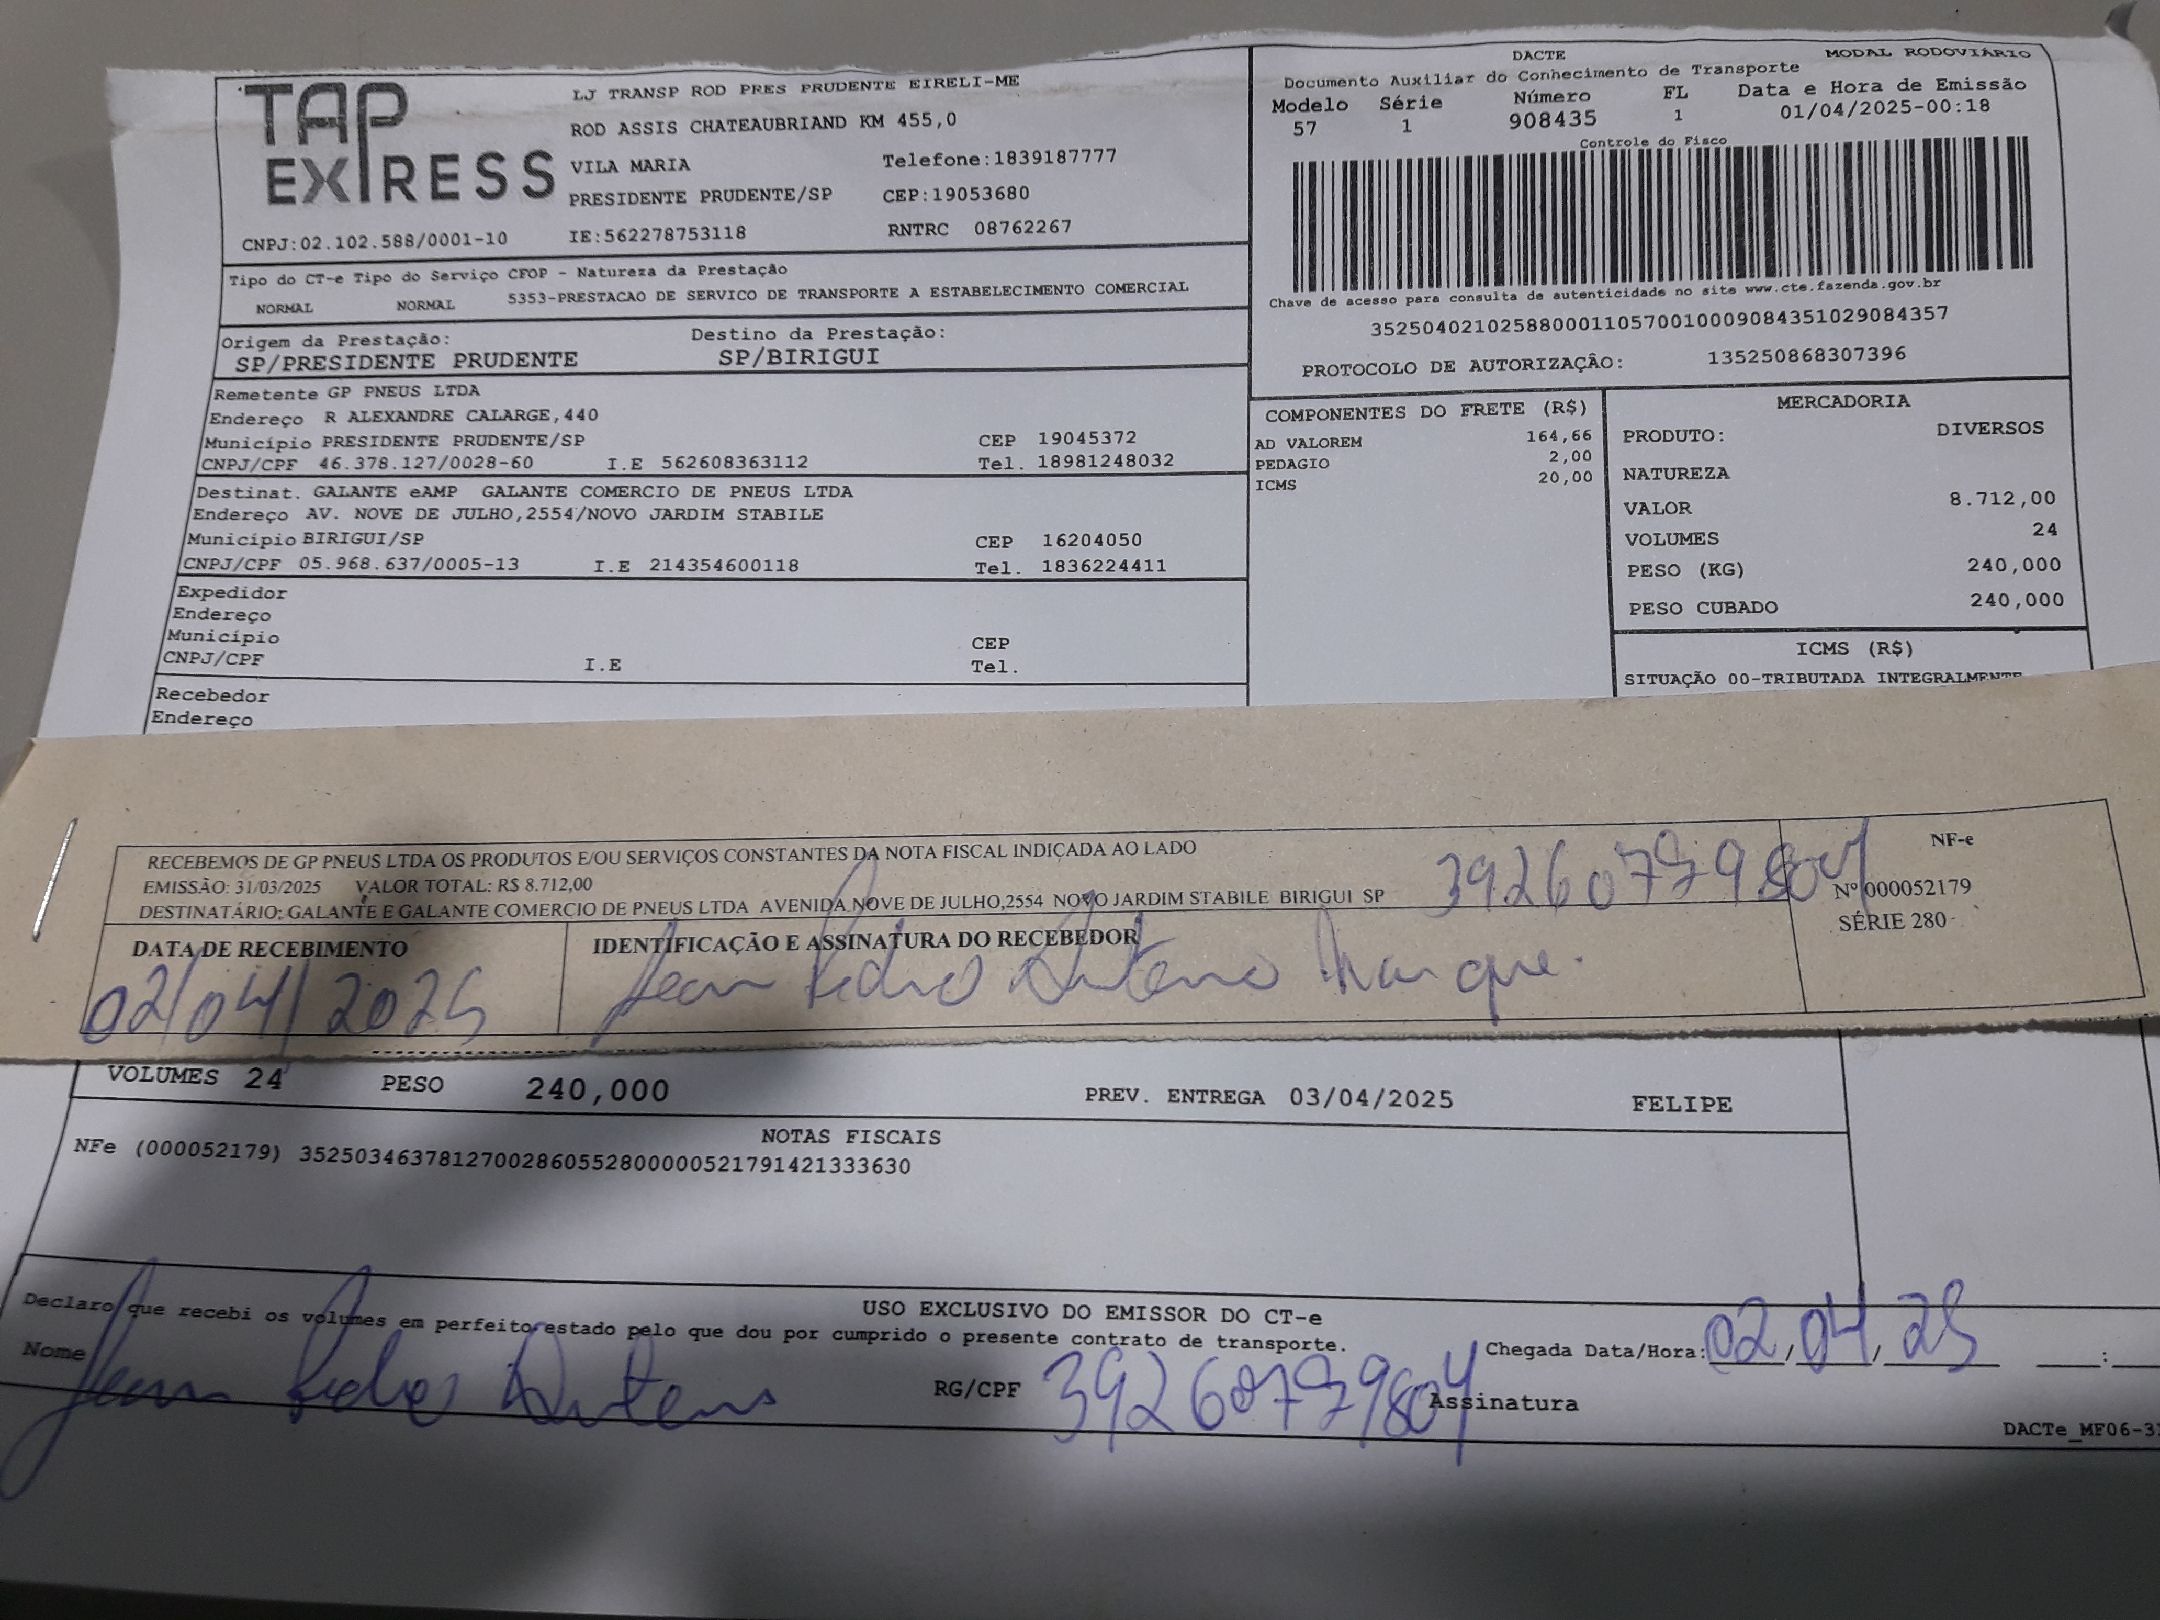 TAP EXPRESS
LJ TRANSP ROD PRES PRUDENTE EIRELI-ME
ROD ASSIS CHATEAUBRIAND KM 455,0
VILA MARIA Telefone:1839187777
PRESIDENTE PRUDENTE/SP CEP:19053680
CNPJ:02.102.588/0001-10 IE:562278753118 RNTRC 08762267
DACTE MODAL RODOVIÁRIO
Documento Auxiliar do Conhecimento de Transporte
Modelo Série Número FL Data e Hora de Emissão
57 1 908435 1 01/04/2025-00:18
Controle do Fisco
Chave de acesso para consulta de autenticidade no site www.cte.fazenda.gov.br
35250402102588000110570010009084351029084357
PROTOCOLO DE AUTORIZAÇÃO: 135250868307396
Tipo do CT-e Tipo do Serviço CFOP - Natureza da Prestação
NORMAL NORMAL 5353-PRESTACAO DE SERVICO DE TRANSPORTE A ESTABELECIMENTO COMERCIAL
Origem da Prestação: Destino da Prestação:
SP/PRESIDENTE PRUDENTE SP/BIRIGUI
Remetente GP PNEUS LTDA
Endereço R ALEXANDRE CALARGE,440
Município PRESIDENTE PRUDENTE/SP CEP 19045372
CNPJ/CPF 46.378.127/0028-60 I.E 562608363112 Tel. 18981248032
Destinat. GALANTE eAMP GALANTE COMERCIO DE PNEUS LTDA
Endereço AV. NOVE DE JULHO,2554/NOVO JARDIM STABILE
Município BIRIGUI/SP CEP 16204050
CNPJ/CPF 05.968.637/0005-13 I.E 214354600118 Tel. 1836224411
Expedidor
Endereço
Município CEP
CNPJ/CPF I.E Tel.
Recebedor
Endereço
COMPONENTES DO FRETE (R$)
AD VALOREM 164,66
PEDAGIO 2,00
ICMS 20,00
MERCADORIA
PRODUTO: DIVERSOS
NATUREZA
VALOR 8.712,00
VOLUMES 24
PESO (KG) 240,000
PESO CUBADO 240,000
ICMS (R$)
SITUAÇÃO 00-TRIBUTADA INTEGRALMENTE
RECEBEMOS DE GP PNEUS LTDA OS PRODUTOS E/OU SERVIÇOS CONSTANTES DA NOTA FISCAL INDICADA AO LADO
EMISSÃO: 31/03/2025 VALOR TOTAL: R$ 8.712,00
DESTINATÁRIO: GALANTE E GALANTE COMERCIO DE PNEUS LTDA AVENIDA NOVE DE JULHO,2554 NOVO JARDIM STABILE BIRIGUI SP
39260779804
NF-e
Nº 000052179
SÉRIE 280
DATA DE RECEBIMENTO IDENTIFICAÇÃO E ASSINATURA DO RECEBEDOR
02/04/2025 Jean Pedro Marque.
VOLUMES 24 PESO 240,000 PREV. ENTREGA 03/04/2025 FELIPE
NOTAS FISCAIS
NFe (000052179) 35250346378127002860552800000521791421333630
USO EXCLUSIVO DO EMISSOR DO CT-e
Declaro que recebi os volumes em perfeito estado pelo que dou por cumprido o presente contrato de transporte.
Nome Jean Pedro RG/CPF 39260779804 Assinatura
Chegada Data/Hora: 02/04/25 :
DACTe_MF06-31